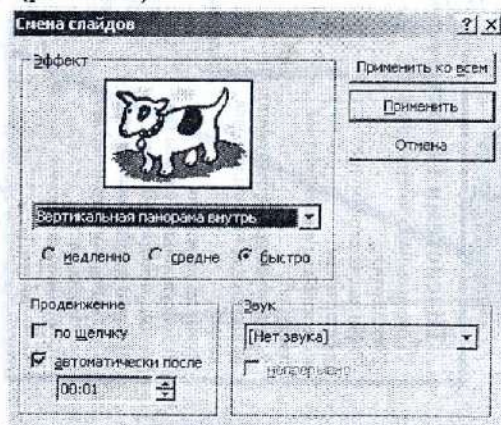 Смена слайдов
Эффект
Применить ко всем
Применить
Отмена
Вертикальная панорама внутрь
медленно средне быстро
Продвижение
по щелчку
автоматически после
00:01
Звук
[Нет звука]
непрерывно